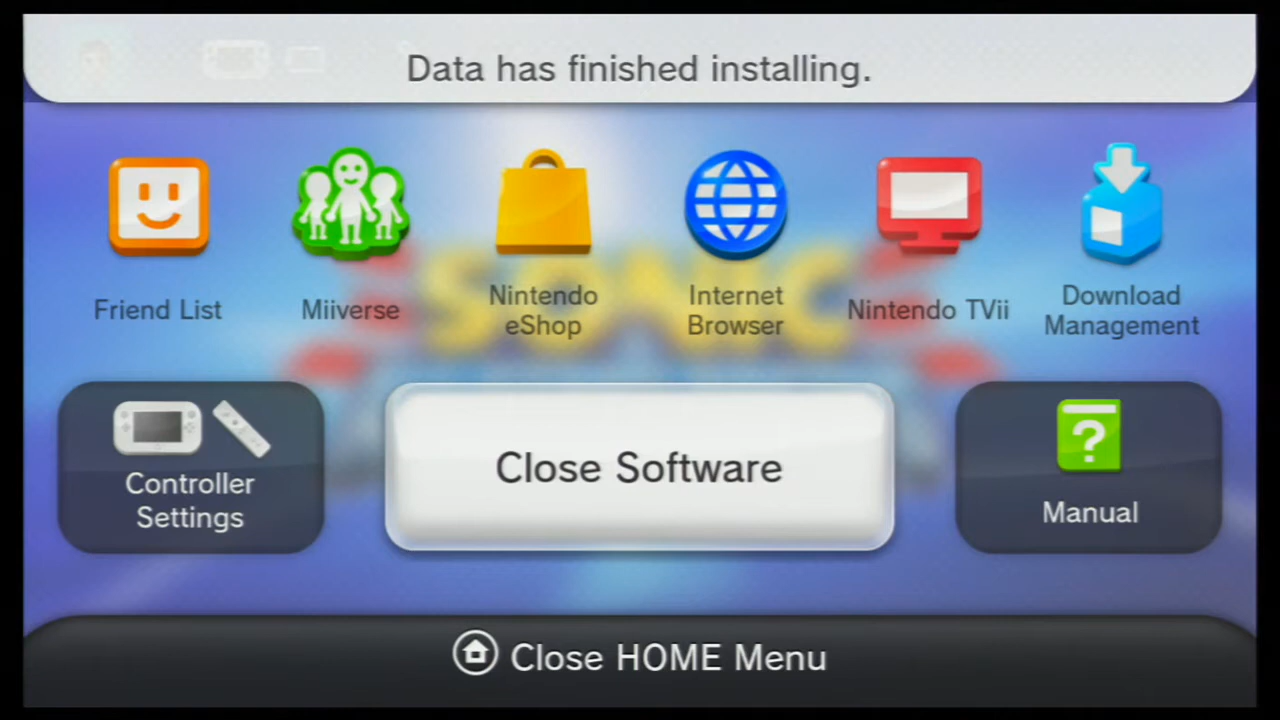 Data has finished installing.
Friend List
Miiverse
Nintendo
eShop
Internet
Browser
Nintendo TVii
Download
Management
SONIC
Controller
Settings
Close Software
Manual
Close HOME Menu